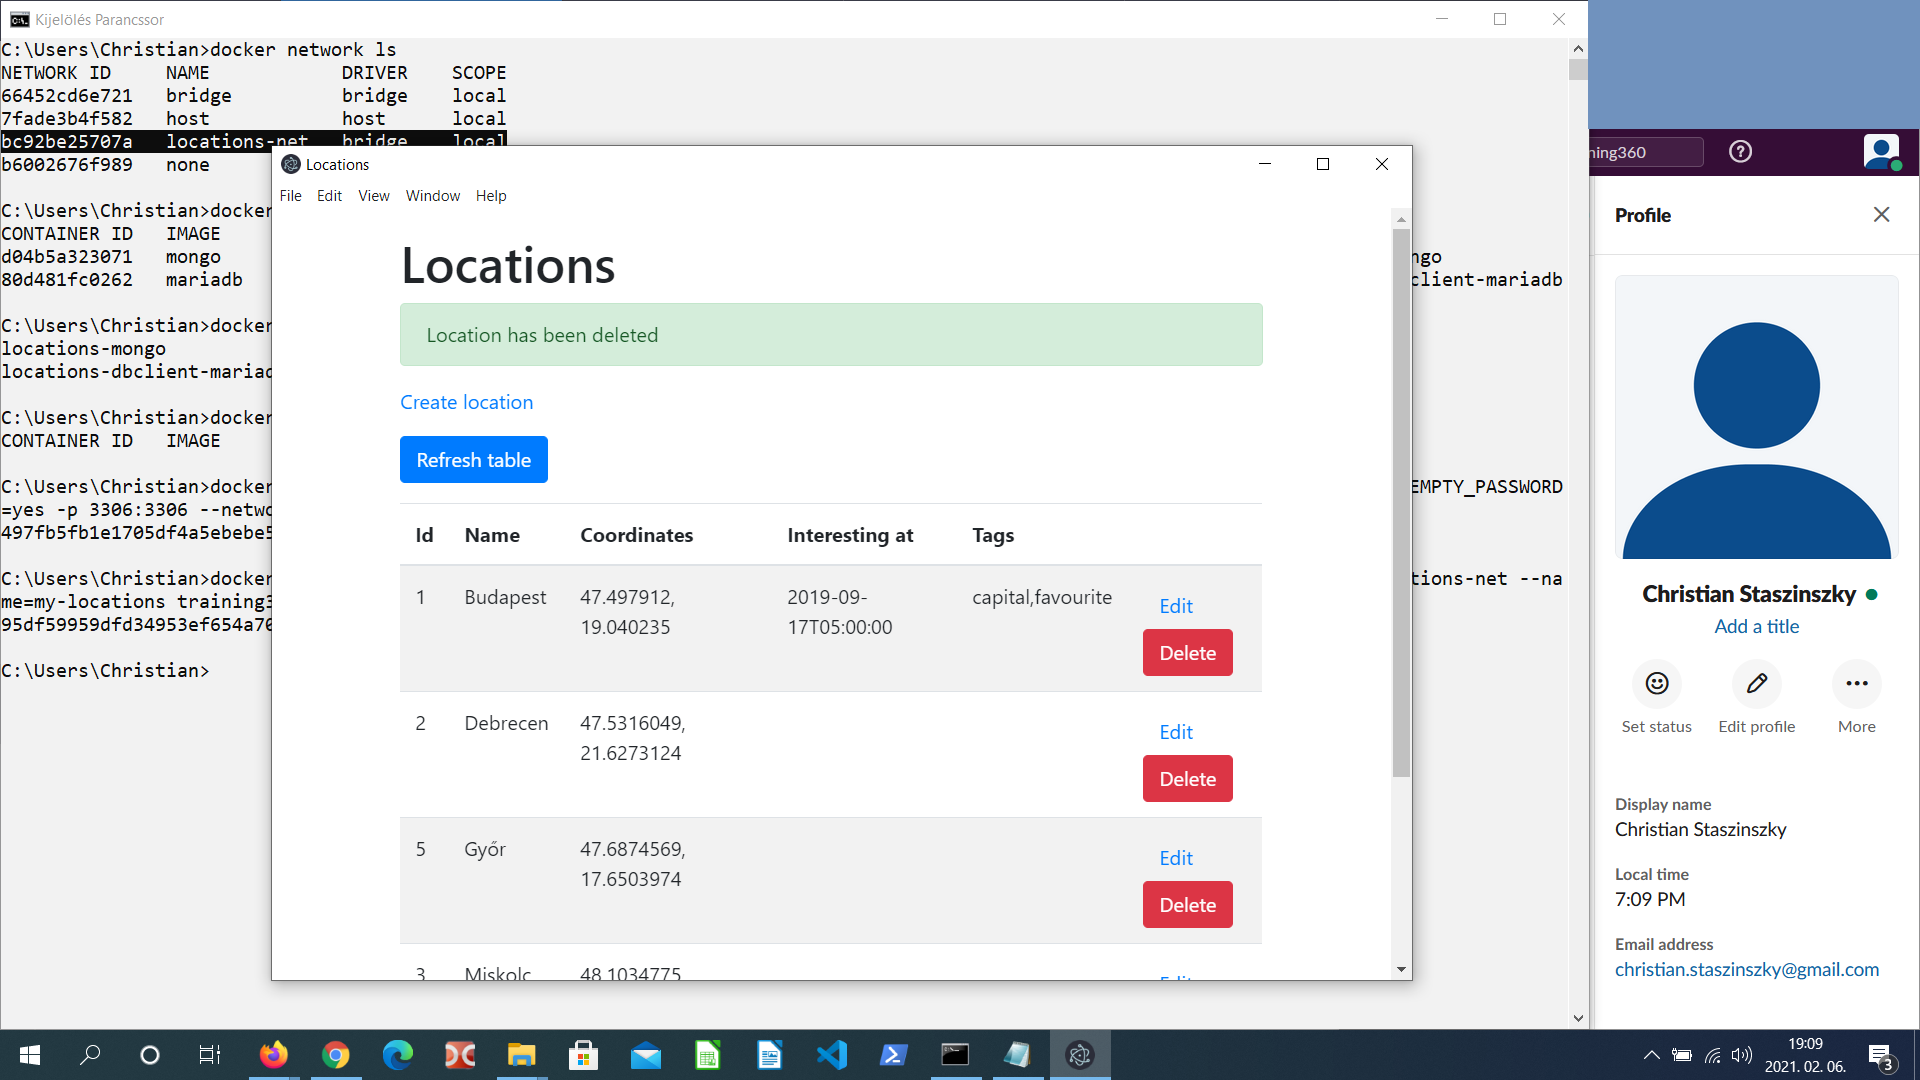 Kijelölés Parancssor
C:\Users\Christian>docker network ls
NETWORK ID NAME DRIVER SCOPE
66452cd6e721 bridge bridge local
7fade3b4f582 host host local
bc92be25707a locations-net bridge local
b6002676f989 none
C:\Users\Christian>docker
CONTAINER ID IMAGE
d04b5a323071 mongo ngo
80d481fc0262 mariadb client-mariadb
C:\Users\Christian>docker
locations-mongo
locations-dbclient-mariad
C:\Users\Christian>docker
CONTAINER ID IMAGE
C:\Users\Christian>docker EMPTY_PASSWORD
=yes -p 3306:3306 --netwo
497fb5fb1e1705df4a5ebebe5
C:\Users\Christian>docker tions-net --na
me=my-locations training3
95df59959dfd34953ef654a70
C:\Users\Christian>
Locations
File Edit View Window Help
Locations
Location has been deleted
Create location
Refresh table
Id Name Coordinates Interesting at Tags
1 Budapest 47.497912, 2019-09- capital,favourite Edit
19.040235 17T05:00:00
Delete
2 Debrecen 47.5316049, Edit
21.6273124
Delete
5 Győr 47.6874569, Edit
17.6503974
Delete
3 Miskolc 48.1034775 Edit
ning360
Profile
Christian Staszinszky
Add a title
Set status Edit profile More
Display name
Christian Staszinszky
Local time
7:09 PM
Email address
christian.staszinszky@gmail.com
19:09
2021. 02. 06.
3